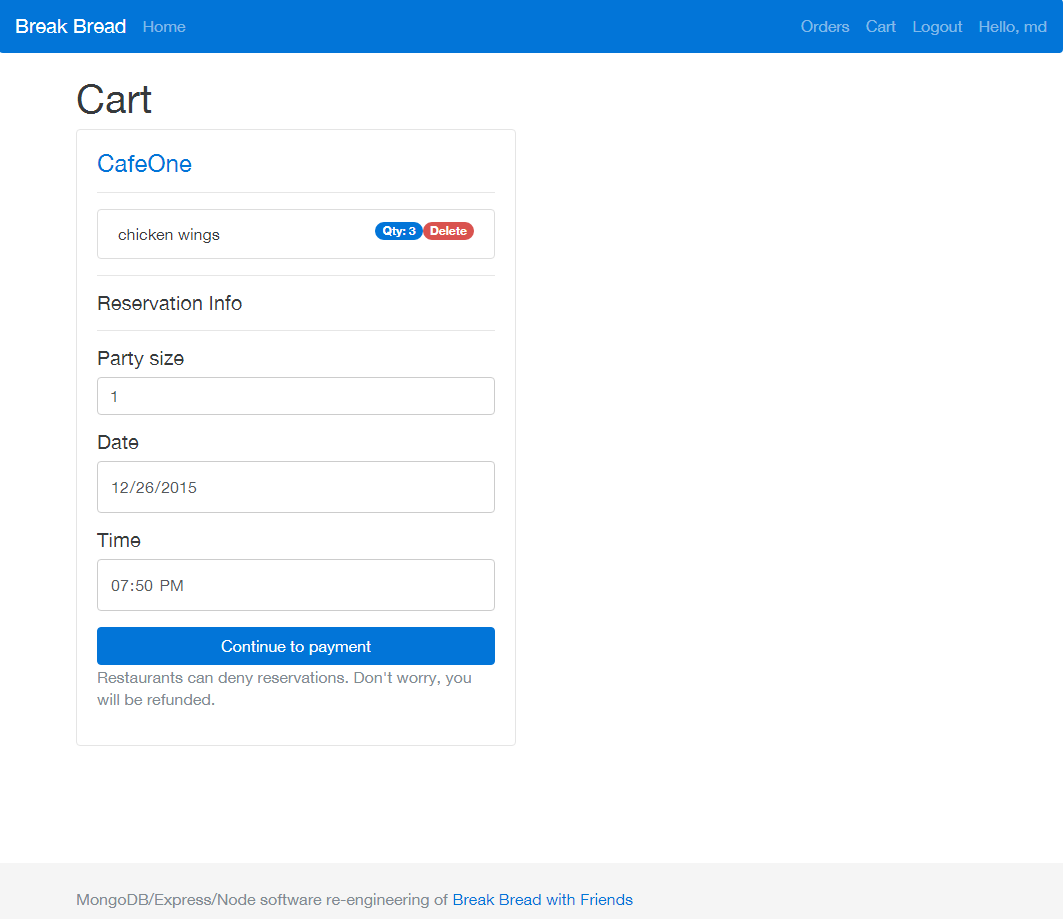 Break Bread Home Orders Cart Logout Hello, md
Cart
CafeOne
chicken wings Qty: 3 Delete
Reservation Info
Party size
1
Date
12/26/2015
Time
07:50 PM
Continue to payment
Restaurants can deny reservations. Don't worry, you
will be refunded.
MongoDB/Express/Node software re-engineering of Break Bread with Friends